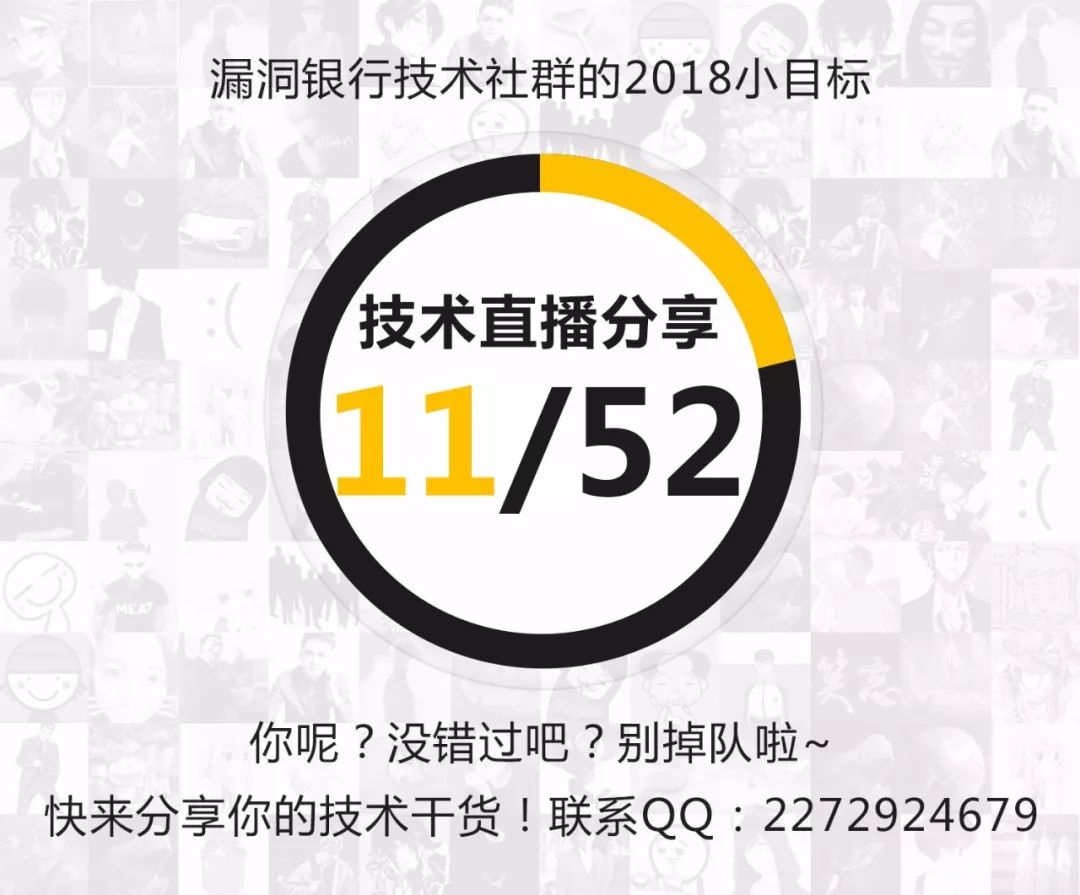 漏洞银行技术社群的2018小目标
技术直播分享
11/52
MEAT
你呢？没错过吧？别掉队啦~
快来分享你的技术干货！联系QQ：2272924679